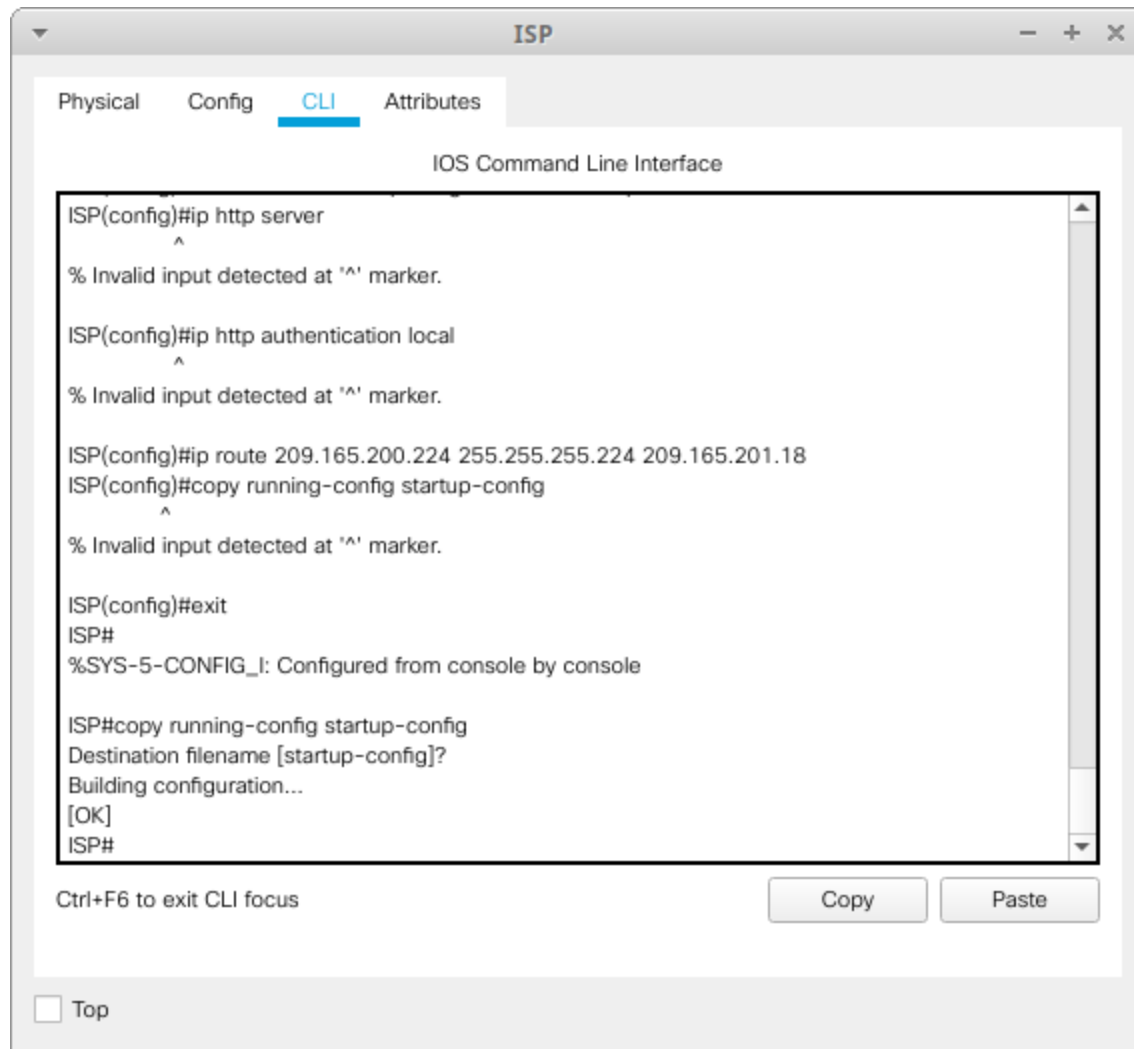 ISP
Physical Config CLI Attributes
IOS Command Line Interface
ISP(config)#ip http server
^
% Invalid input detected at '^' marker.
ISP(config)#ip http authentication local
^
% Invalid input detected at '^' marker.
ISP(config)#ip route 209.165.200.224 255.255.255.224 209.165.201.18
ISP(config)#copy running-config startup-config
^
% Invalid input detected at '^' marker.
ISP(config)#exit
ISP#
%SYS-5-CONFIG_I: Configured from console by console
ISP#copy running-config startup-config
Destination filename [startup-config]?
Building configuration...
[OK]
ISP#
Ctrl+F6 to exit CLI focus
Copy Paste
Top